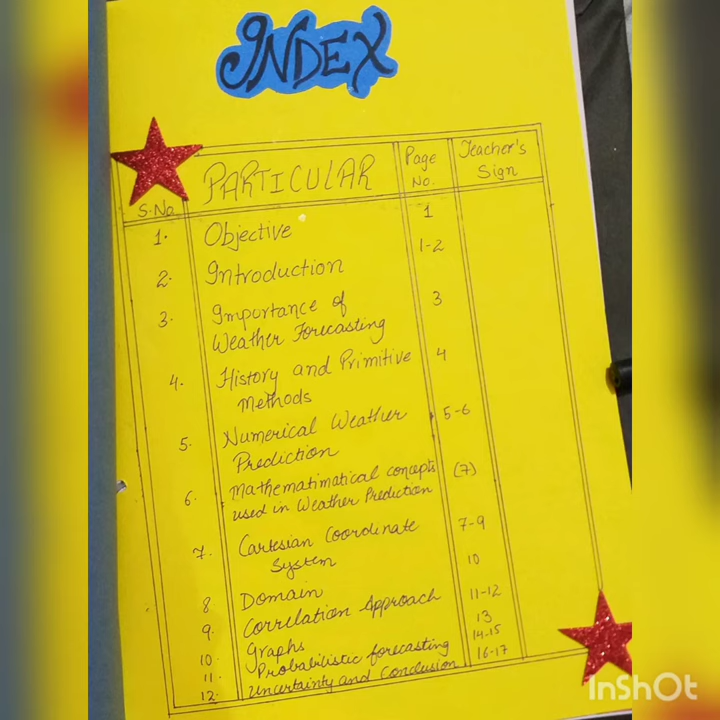 INDEX
S.No. PARTICULAR Page No. Teacher's Sign
1. Objective 1
2. Introduction 1-2
3. Importance of
Weather Forecasting 3
4. History and Primitive
Methods 4
5. Numerical Weather
Prediction 5-6
6. Mathematimatical concepts
used in Weather Prediction (7)
7. Cartesian Coordinate
System 7-9
8 Domain 10
9. Correlation Approach 11-12
10. Graphs 13
11 Probabilistic forecasting 14-15
12. Uncertainty and Conclusion 16-17
InShOt